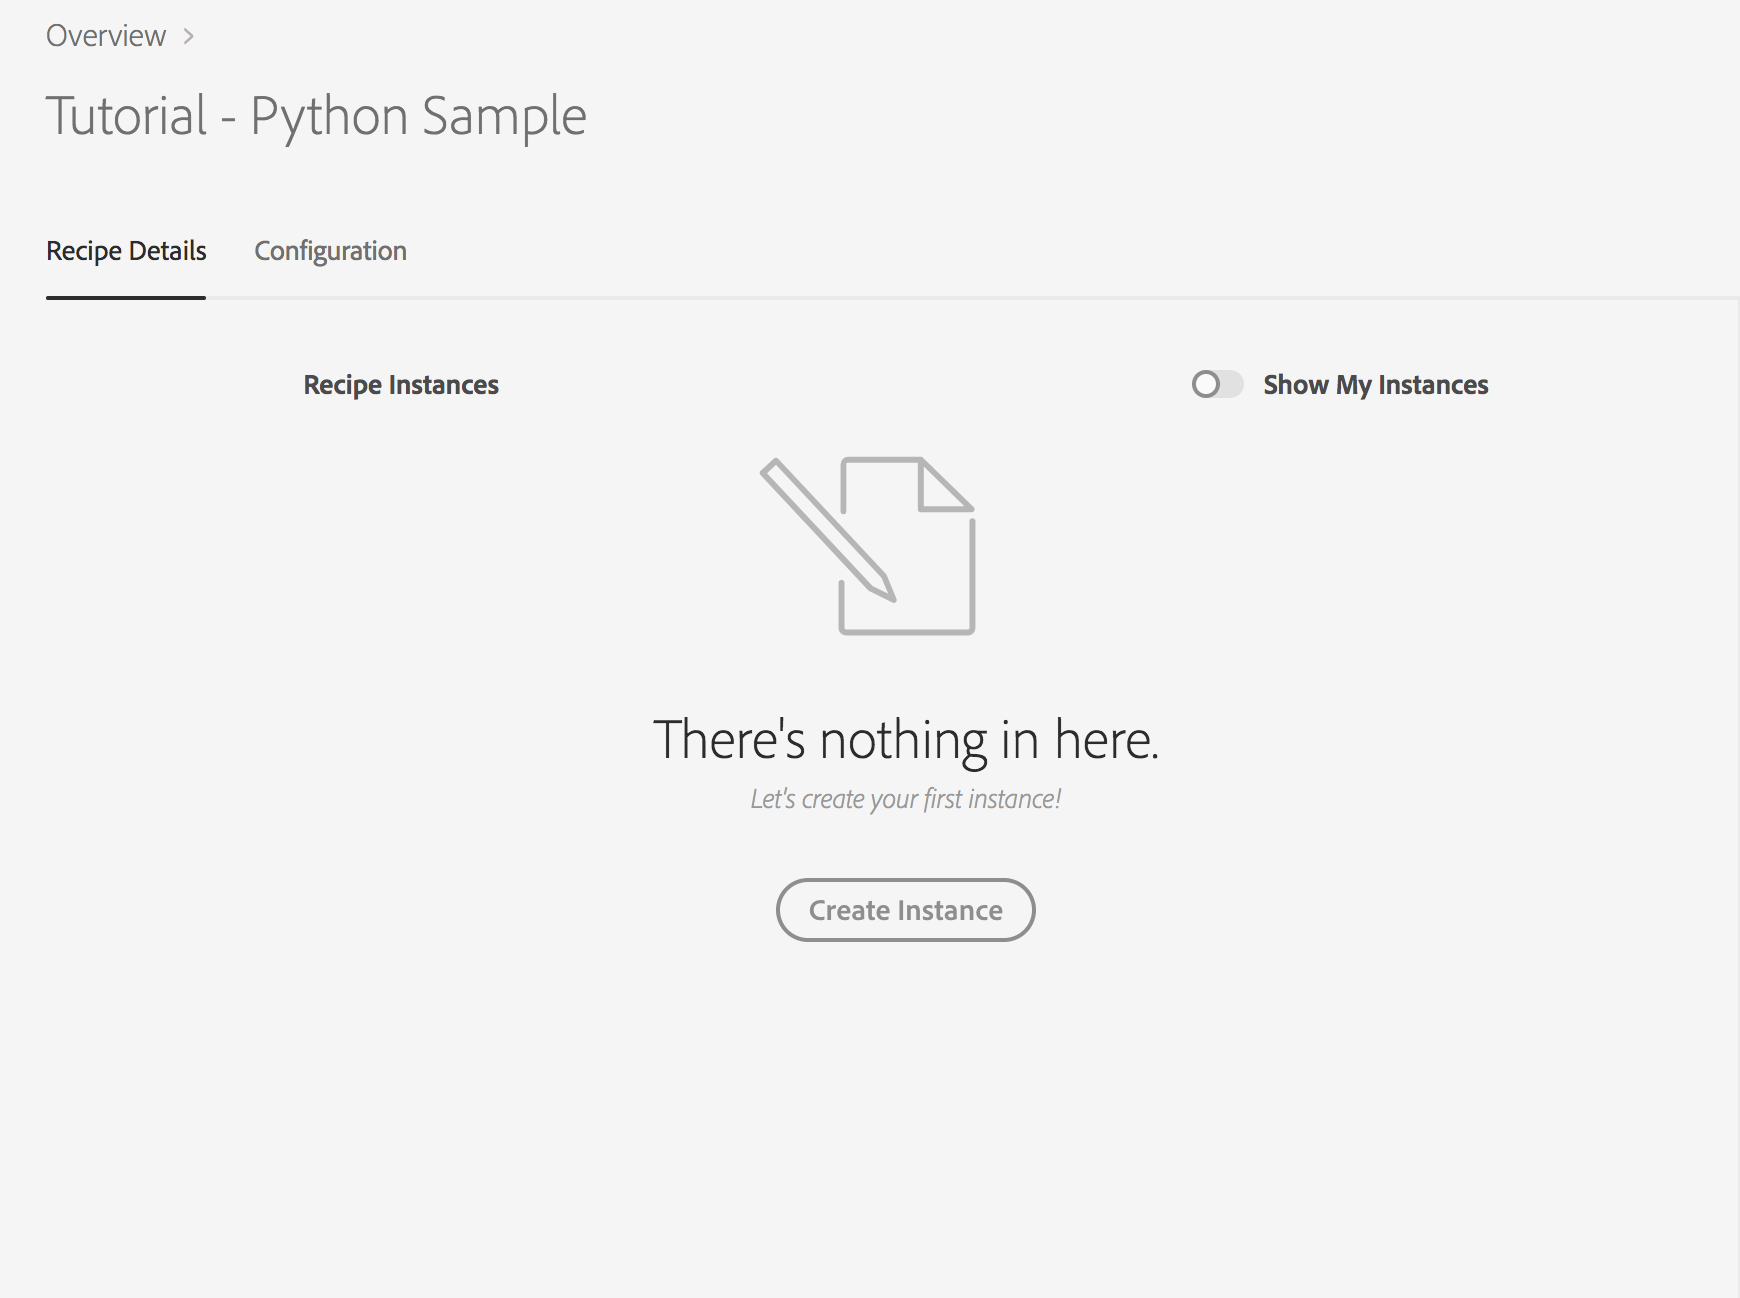 Overview >
Tutorial - Python Sample
Recipe Details Configuration
Recipe Instances Show My Instances
There's nothing in here.
Let's create your first instance!
Create Instance